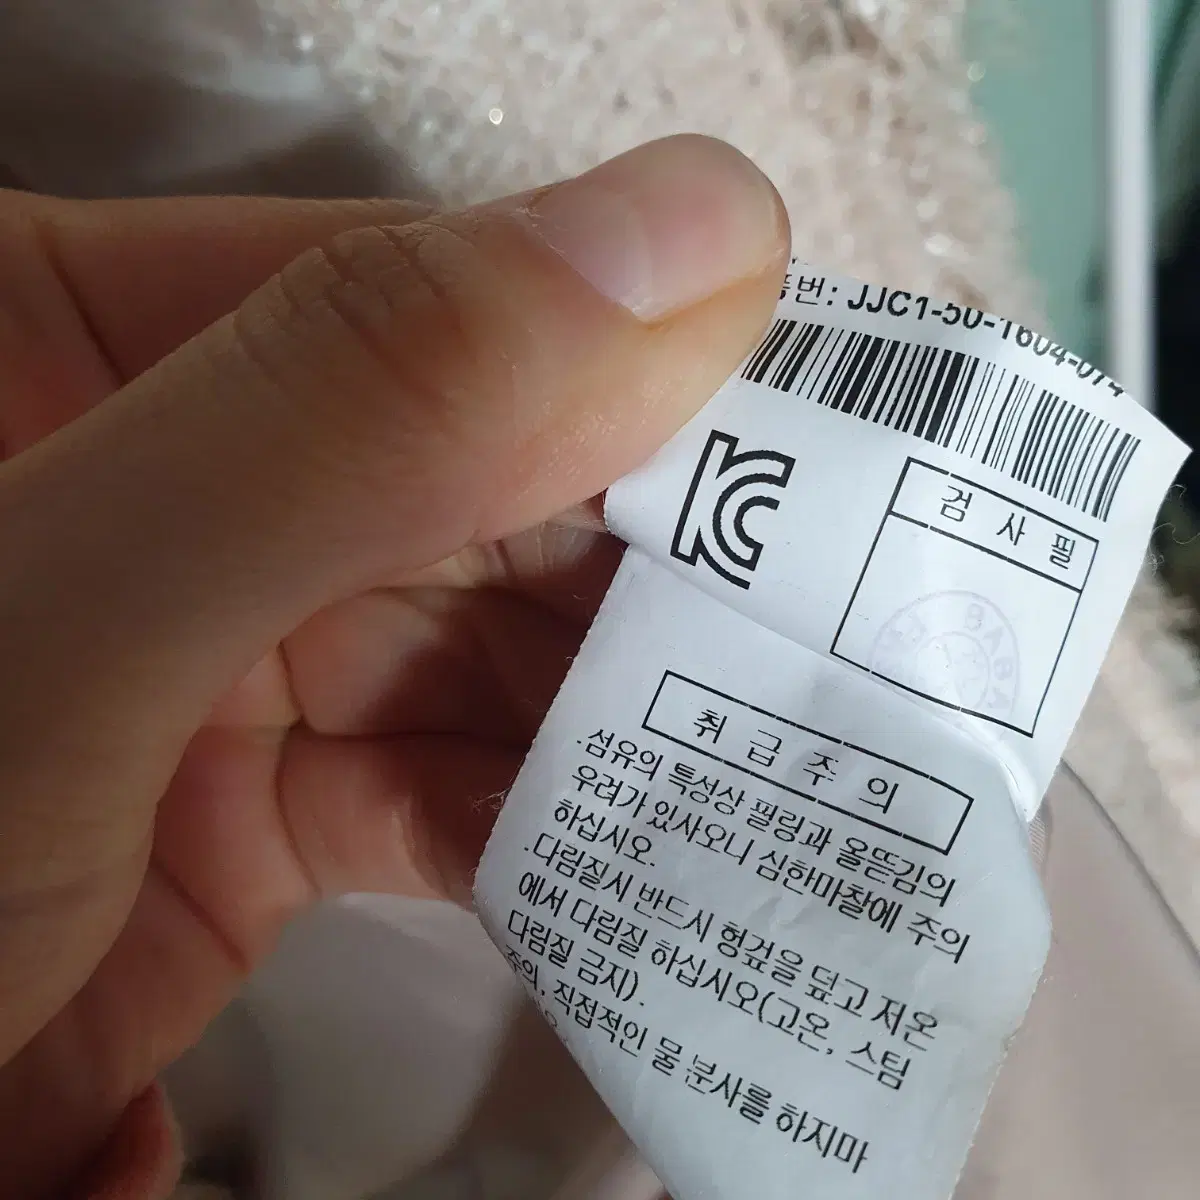 품번: JJC1-50-1604-074
KC
검사필
BABA
취급주의
.섬유의 특성상 필링과 올뜯김의
우려가 있사오니 심한마찰에 주의
하십시오.
.다림질시 반드시 헝겊을 덮고 저온
에서 다림질 하십시오(고온, 스팀
다림질 금지).
주의, 직접적인 물 분사를 하지마